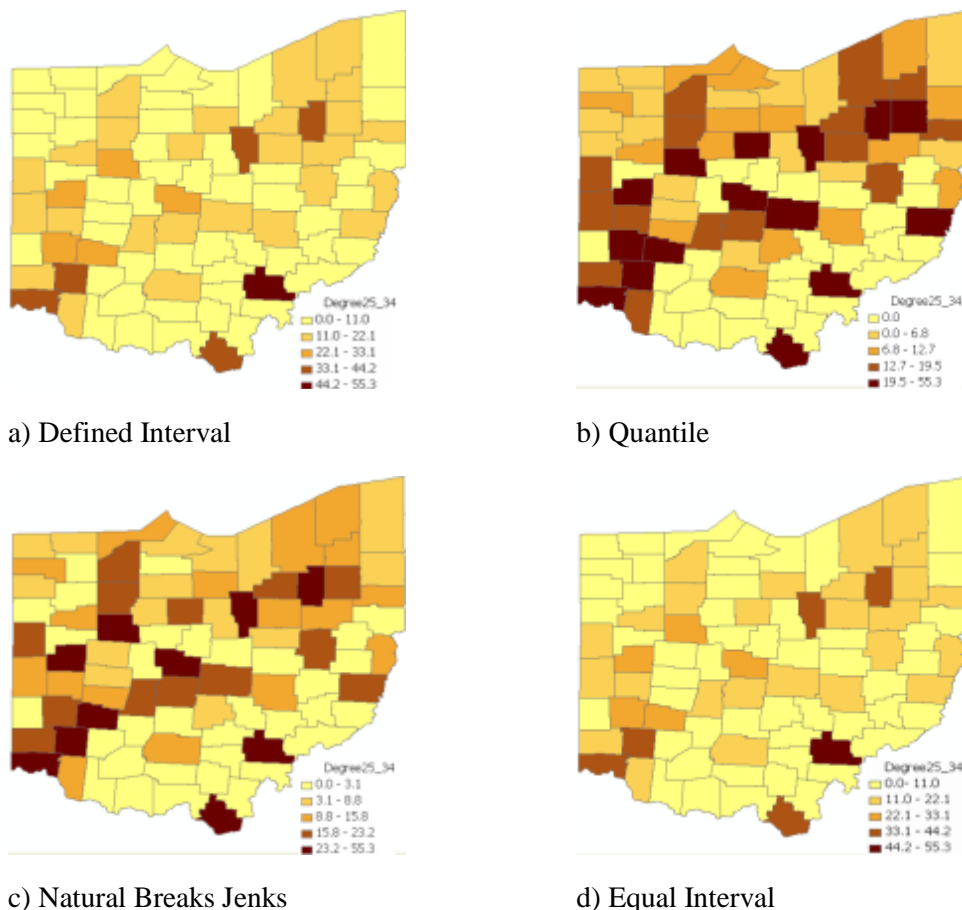 Degree25_34
0.0 - 11.0
11.0 - 22.1
22.1 - 33.1
33.1 - 44.2
44.2 - 55.3
a) Defined Interval
Degree25_34
0.0
0.0 - 6.8
6.8 - 12.7
12.7 - 19.5
19.5 - 55.3
b) Quantile
Degree25_34
0.0 - 3.1
3.1 - 8.8
8.8 - 15.8
15.8 - 23.2
23.2 - 55.3
c) Natural Breaks Jenks
Degree25_34
0.0 - 11.0
11.0 - 22.1
22.1 - 33.1
33.1 - 44.2
44.2 - 55.3
d) Equal Interval